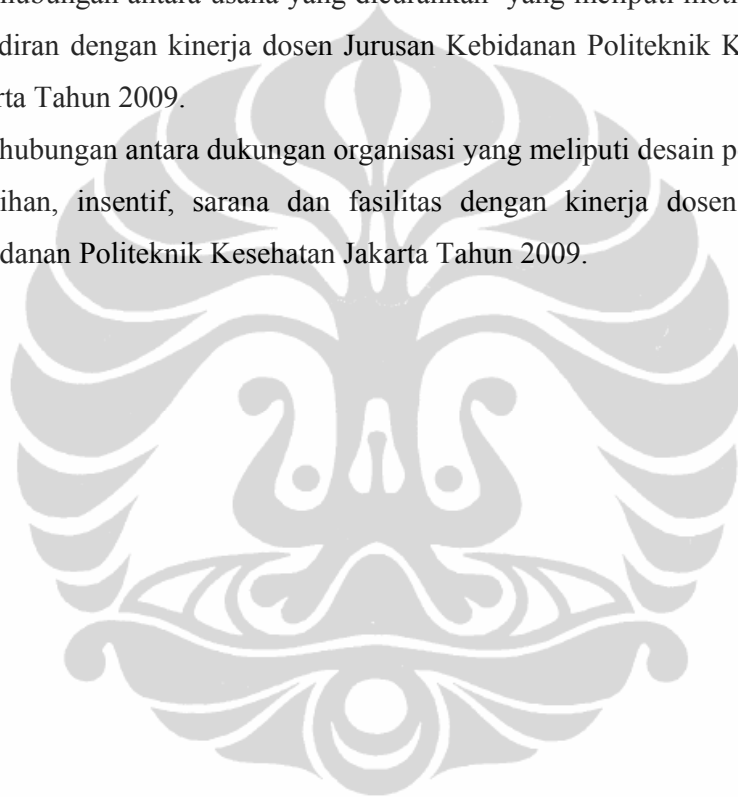 hubungan antara usaha yang dicurahkan yang meliputi
diran dengan kinerja dosen Jurusan Kebidanan Politeknik K
rta Tahun 2009.
hubungan antara dukungan organisasi yang meliputi desain p
ihan, insentif, sarana dan fasilitas dengan kinerja dosen
danan Politeknik Kesehatan Jakarta Tahun 2009.